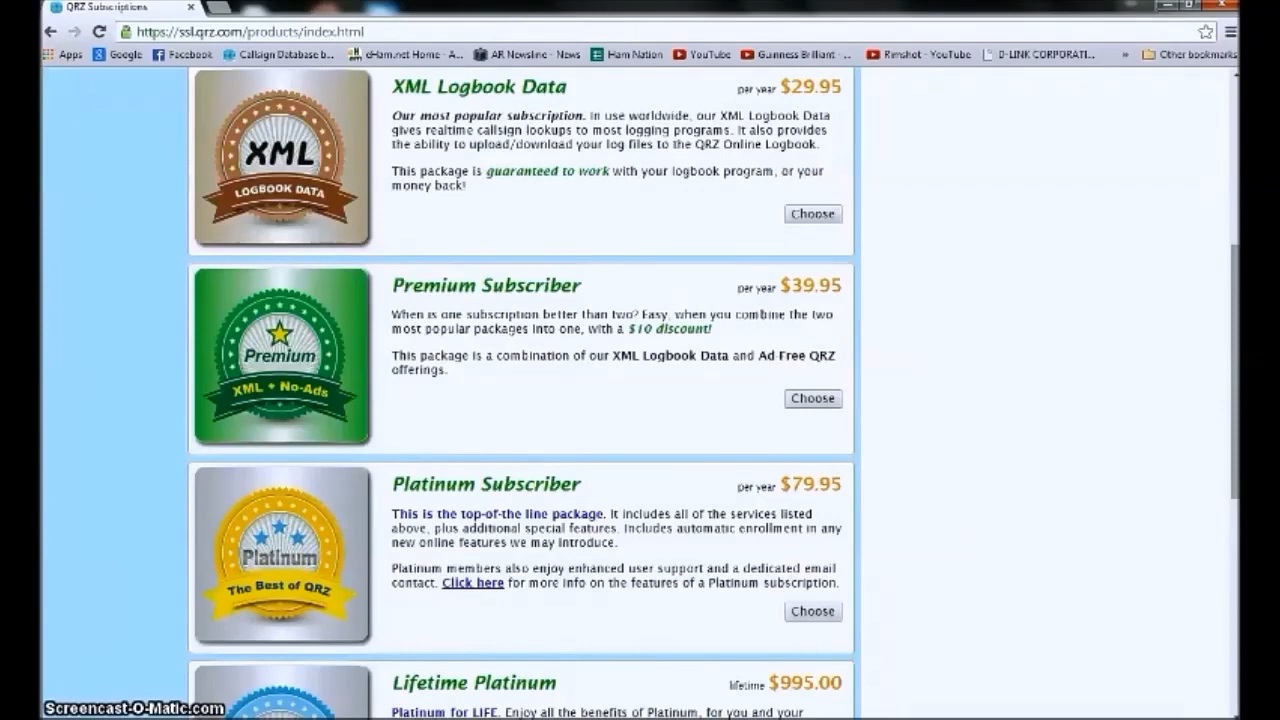 QRZ Subscriptions
https://ssl.qrz.com/products/index.html
Apps Google Facebook Callsign Database b... eHam.net Home - A... ARNewsline - News Ham Nation YouTube Guinness Brilliant - ... Rimshot - YouTube D-LINK CORPORATI... » Other bookmarks
XML Logbook Data per year $29.95
Our most popular subscription. In use worldwide, our XML Logbook Data
gives realtime callsign lookups to most logging programs. It also provides
the ability to upload/download your log files to the QRZ Online Logbook.
This package is guaranteed to work with your logbook program, or your
money back!
Choose
XML
LOGBOOK DATA
Premium Subscriber per year $39.95
When is one subscription better than two? Easy, when you combine the two
most popular packages into one, with a $10 discount!
This package is a combination of our XML Logbook Data and Ad Free QRZ
offerings.
Choose
Premium
XML + No-Ads
Platinum Subscriber per year $79.95
This is the top-of-the line package. It includes all of the services listed
above, plus additional special features. Includes automatic enrollment in any
new online features we may introduce.
Platinum members also enjoy enhanced user support and a dedicated email
contact. Click here for more info on the features of a Platinum subscription.
Choose
Platinum
The Best of QRZ
Lifetime Platinum lifetime $995.00
Platinum for LIFE. Enjoy all the benefits of Platinum, for you and your
Screencast-O-Matic.com